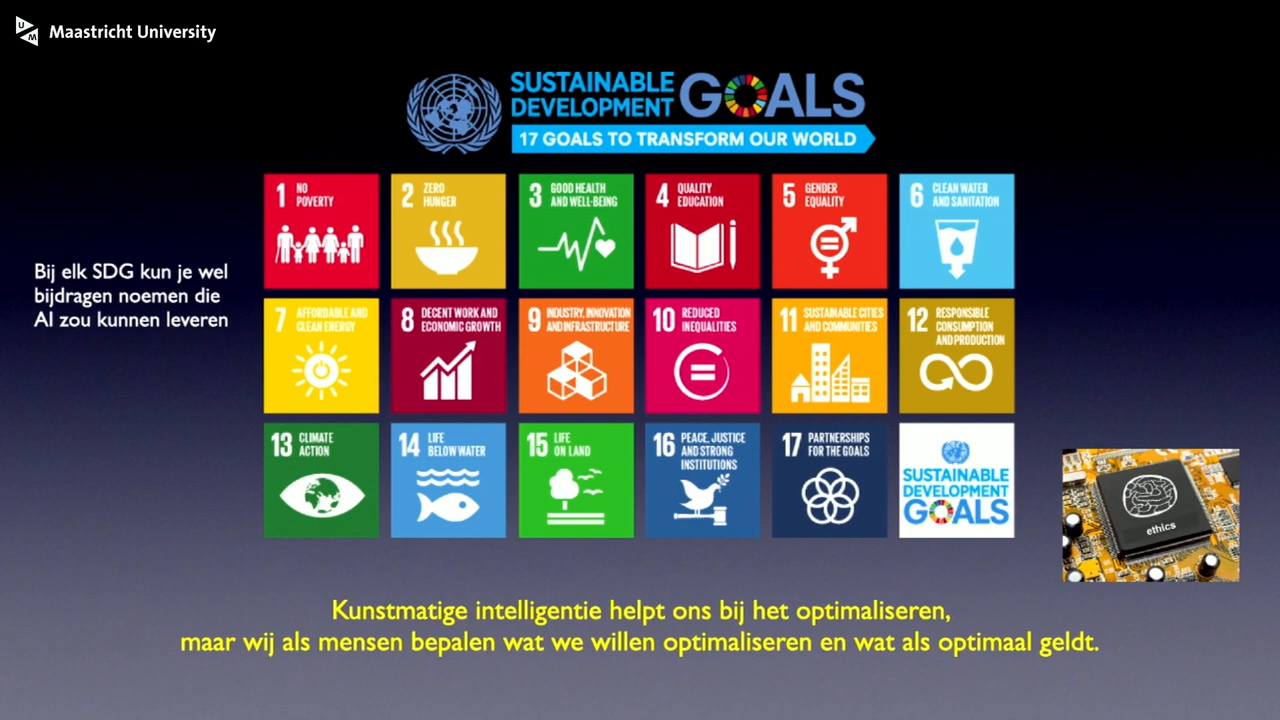 Maastricht University
SUSTAINABLE
DEVELOPMENT
GOALS
17 GOALS TO TRANSFORM OUR WORLD
1 NO
POVERTY
2 ZERO
HUNGER
3 GOOD HEALTH
AND WELL-BEING
4 QUALITY
EDUCATION
5 GENDER
EQUALITY
6 CLEAN WATER
AND SANITATION
Bij elk SDG kun je wel
bijdragen noemen die
AI zou kunnen leveren
7 AFFORDABLE AND
CLEAN ENERGY
8 DECENT WORK AND
ECONOMIC GROWTH
9 INDUSTRY, INNOVATION
AND INFRASTRUCTURE
10 REDUCED
INEQUALITIES
11 SUSTAINABLE CITIES
AND COMMUNITIES
12 RESPONSIBLE
CONSUMPTION
AND PRODUCTION
13 CLIMATE
ACTION
14 LIFE
BELOW WATER
15 LIFE
ON LAND
16 PEACE, JUSTICE
AND STRONG
INSTITUTIONS
17 PARTNERSHIPS
FOR THE GOALS
SUSTAINABLE
DEVELOPMENT
GOALS
ethics
Kunstmatige intelligentie helpt ons bij het optimaliseren,
maar wij als mensen bepalen wat we willen optimaliseren en wat als optimaal geldt.